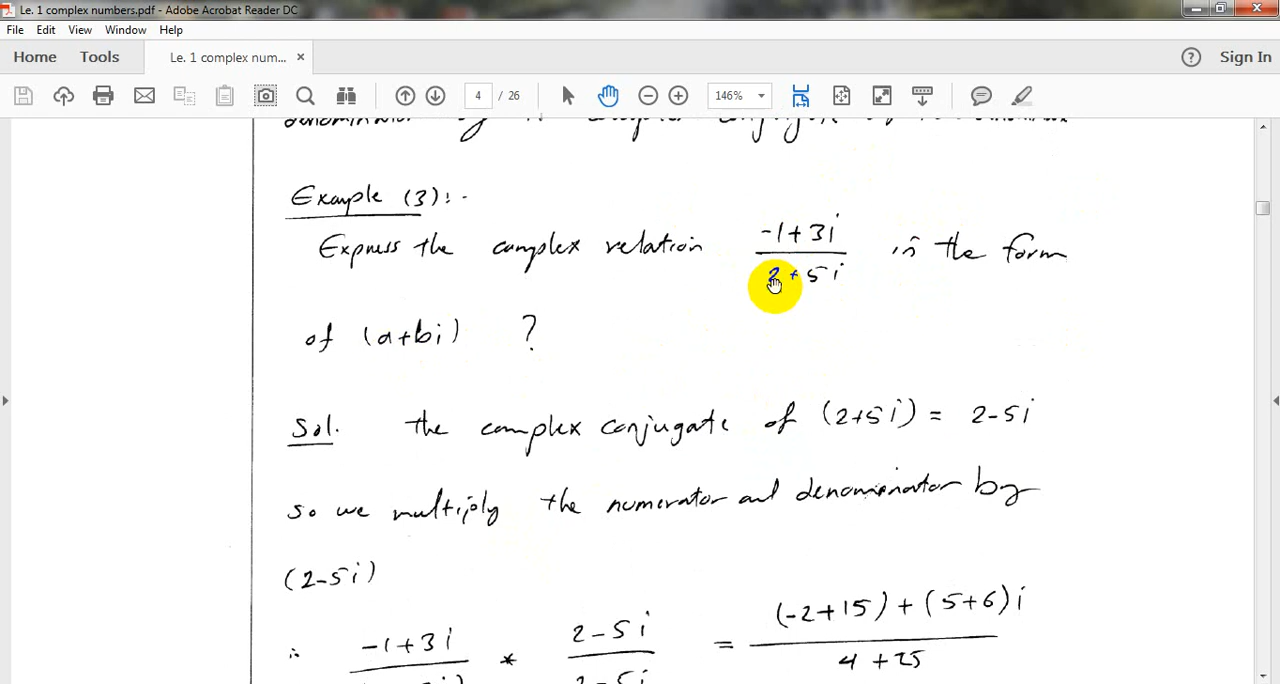 Le. 1 complex numbers.pdf - Adobe Acrobat Reader DC
File Edit View Window Help
Home Tools Le. 1 complex num... × ? Sign In
4 / 26 146%
Example (3):-
Express the complex relation -1+3i / 2+5i in the form
of (a+bi) ?
Sol. the complex conjugate of (2+5i) = 2-5i
so we multiply the numerator and denominator by
(2-5i)
∴ -1+3i * 2-5i / 2-5i = (-2+15)+(5+6)i / 4+25